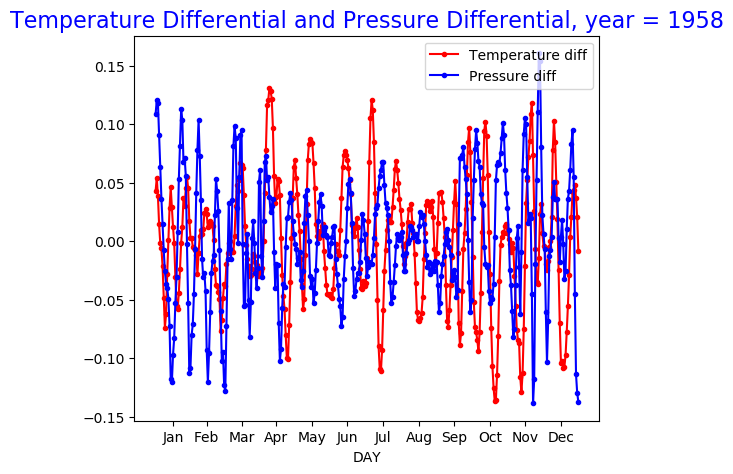 Temperature Differential and Pressure Differential, year = 1958
Temperature diff
Pressure diff
0.15
0.10
0.05
0.00
−0.05
−0.10
−0.15
Jan Feb Mar Apr May Jun Jul Aug Sep Oct Nov Dec
DAY